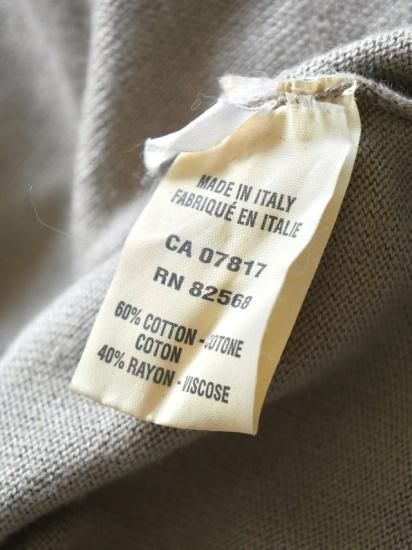 MADE IN ITALY
FABRIQUÉ EN ITALIE
CA 07817
RN 82568
60% COTTON - COTONE
COTON
40% RAYON - VISCOSE